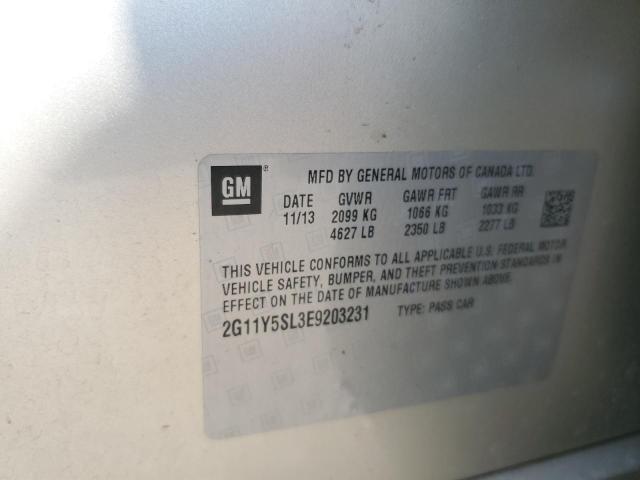 GM
MFD BY GENERAL MOTORS OF CANADA LTD.
DATE GVWR GAWR FRT GAWR RR
11/13 2099 KG 1066 KG 1033 KG
4627 LB 2350 LB 2277 LB
THIS VEHICLE CONFORMS TO ALL APPLICABLE U.S. FEDERAL MOTOR
VEHICLE SAFETY, BUMPER, AND THEFT PREVENTION STANDARDS IN
EFFECT ON THE DATE OF MANUFACTURE SHOWN ABOVE.
2G11Y5SL3E9203231 TYPE: PASS CAR